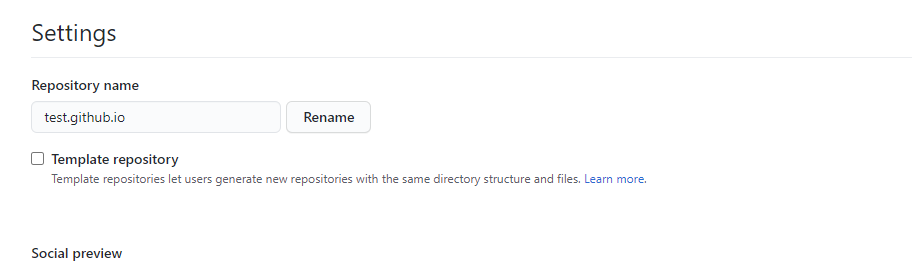 Settings
Repository name
test.github.io
Rename
Template repository
Template repositories let users generate new repositories with the same directory structure and files. Learn more.
Social preview